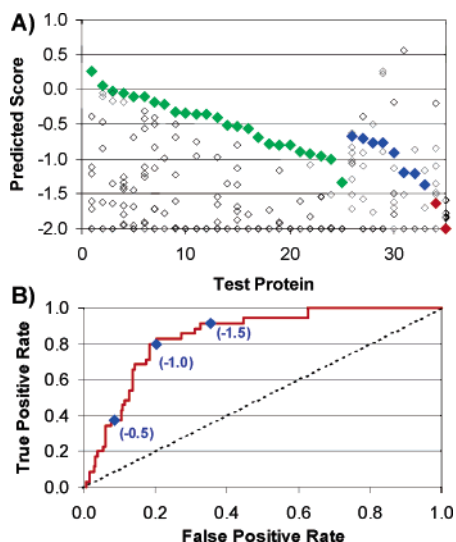 A)
Predicted Score
1.0
0.5
0.0
-0.5
-1.0
-1.5
-2.0
0 10 20 30
Test Protein
B)
True Positive Rate
1.0
0.8
0.6
0.4
0.2
0.0
(-1.5)
(-1.0)
(-0.5)
0.0 0.2 0.4 0.6 0.8 1.0
False Positive Rate